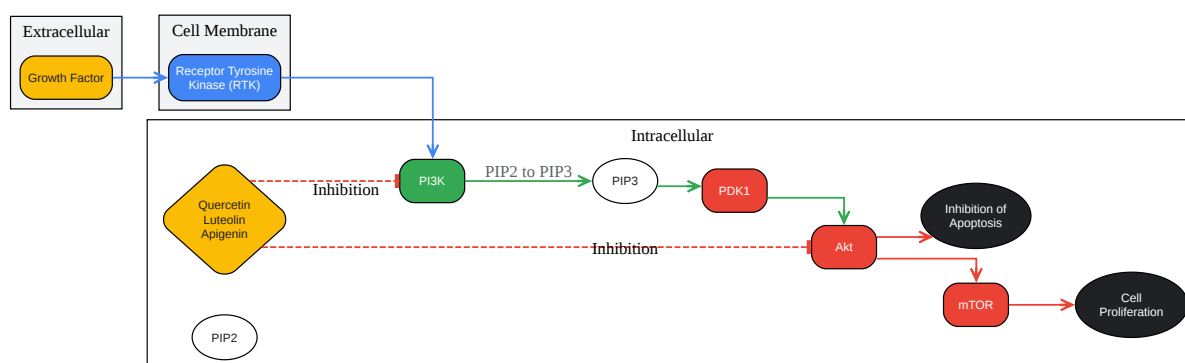 Extracellular
Growth Factor
Cell Membrane
Receptor Tyrosine
Kinase (RTK)
Intracellular
Quercetin
Luteolin
Apigenin
Inhibition
PI3K
PIP2 to PIP3
PIP3
PDK1
Inhibition
Akt
Inhibition of
Apoptosis
mTOR
Cell
Proliferation
PIP2